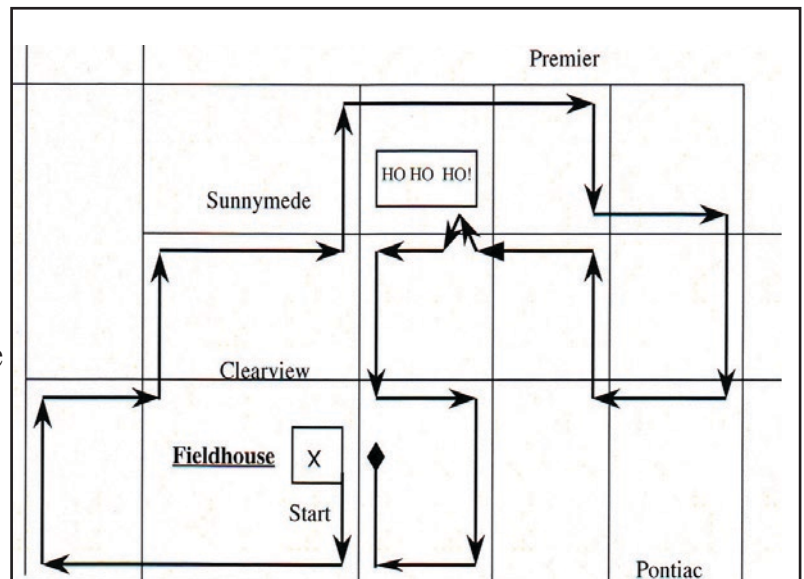 Premier
HO HO HO!
Sunnymede
e
Clearview
Fieldhouse
X
Start
Pontiac